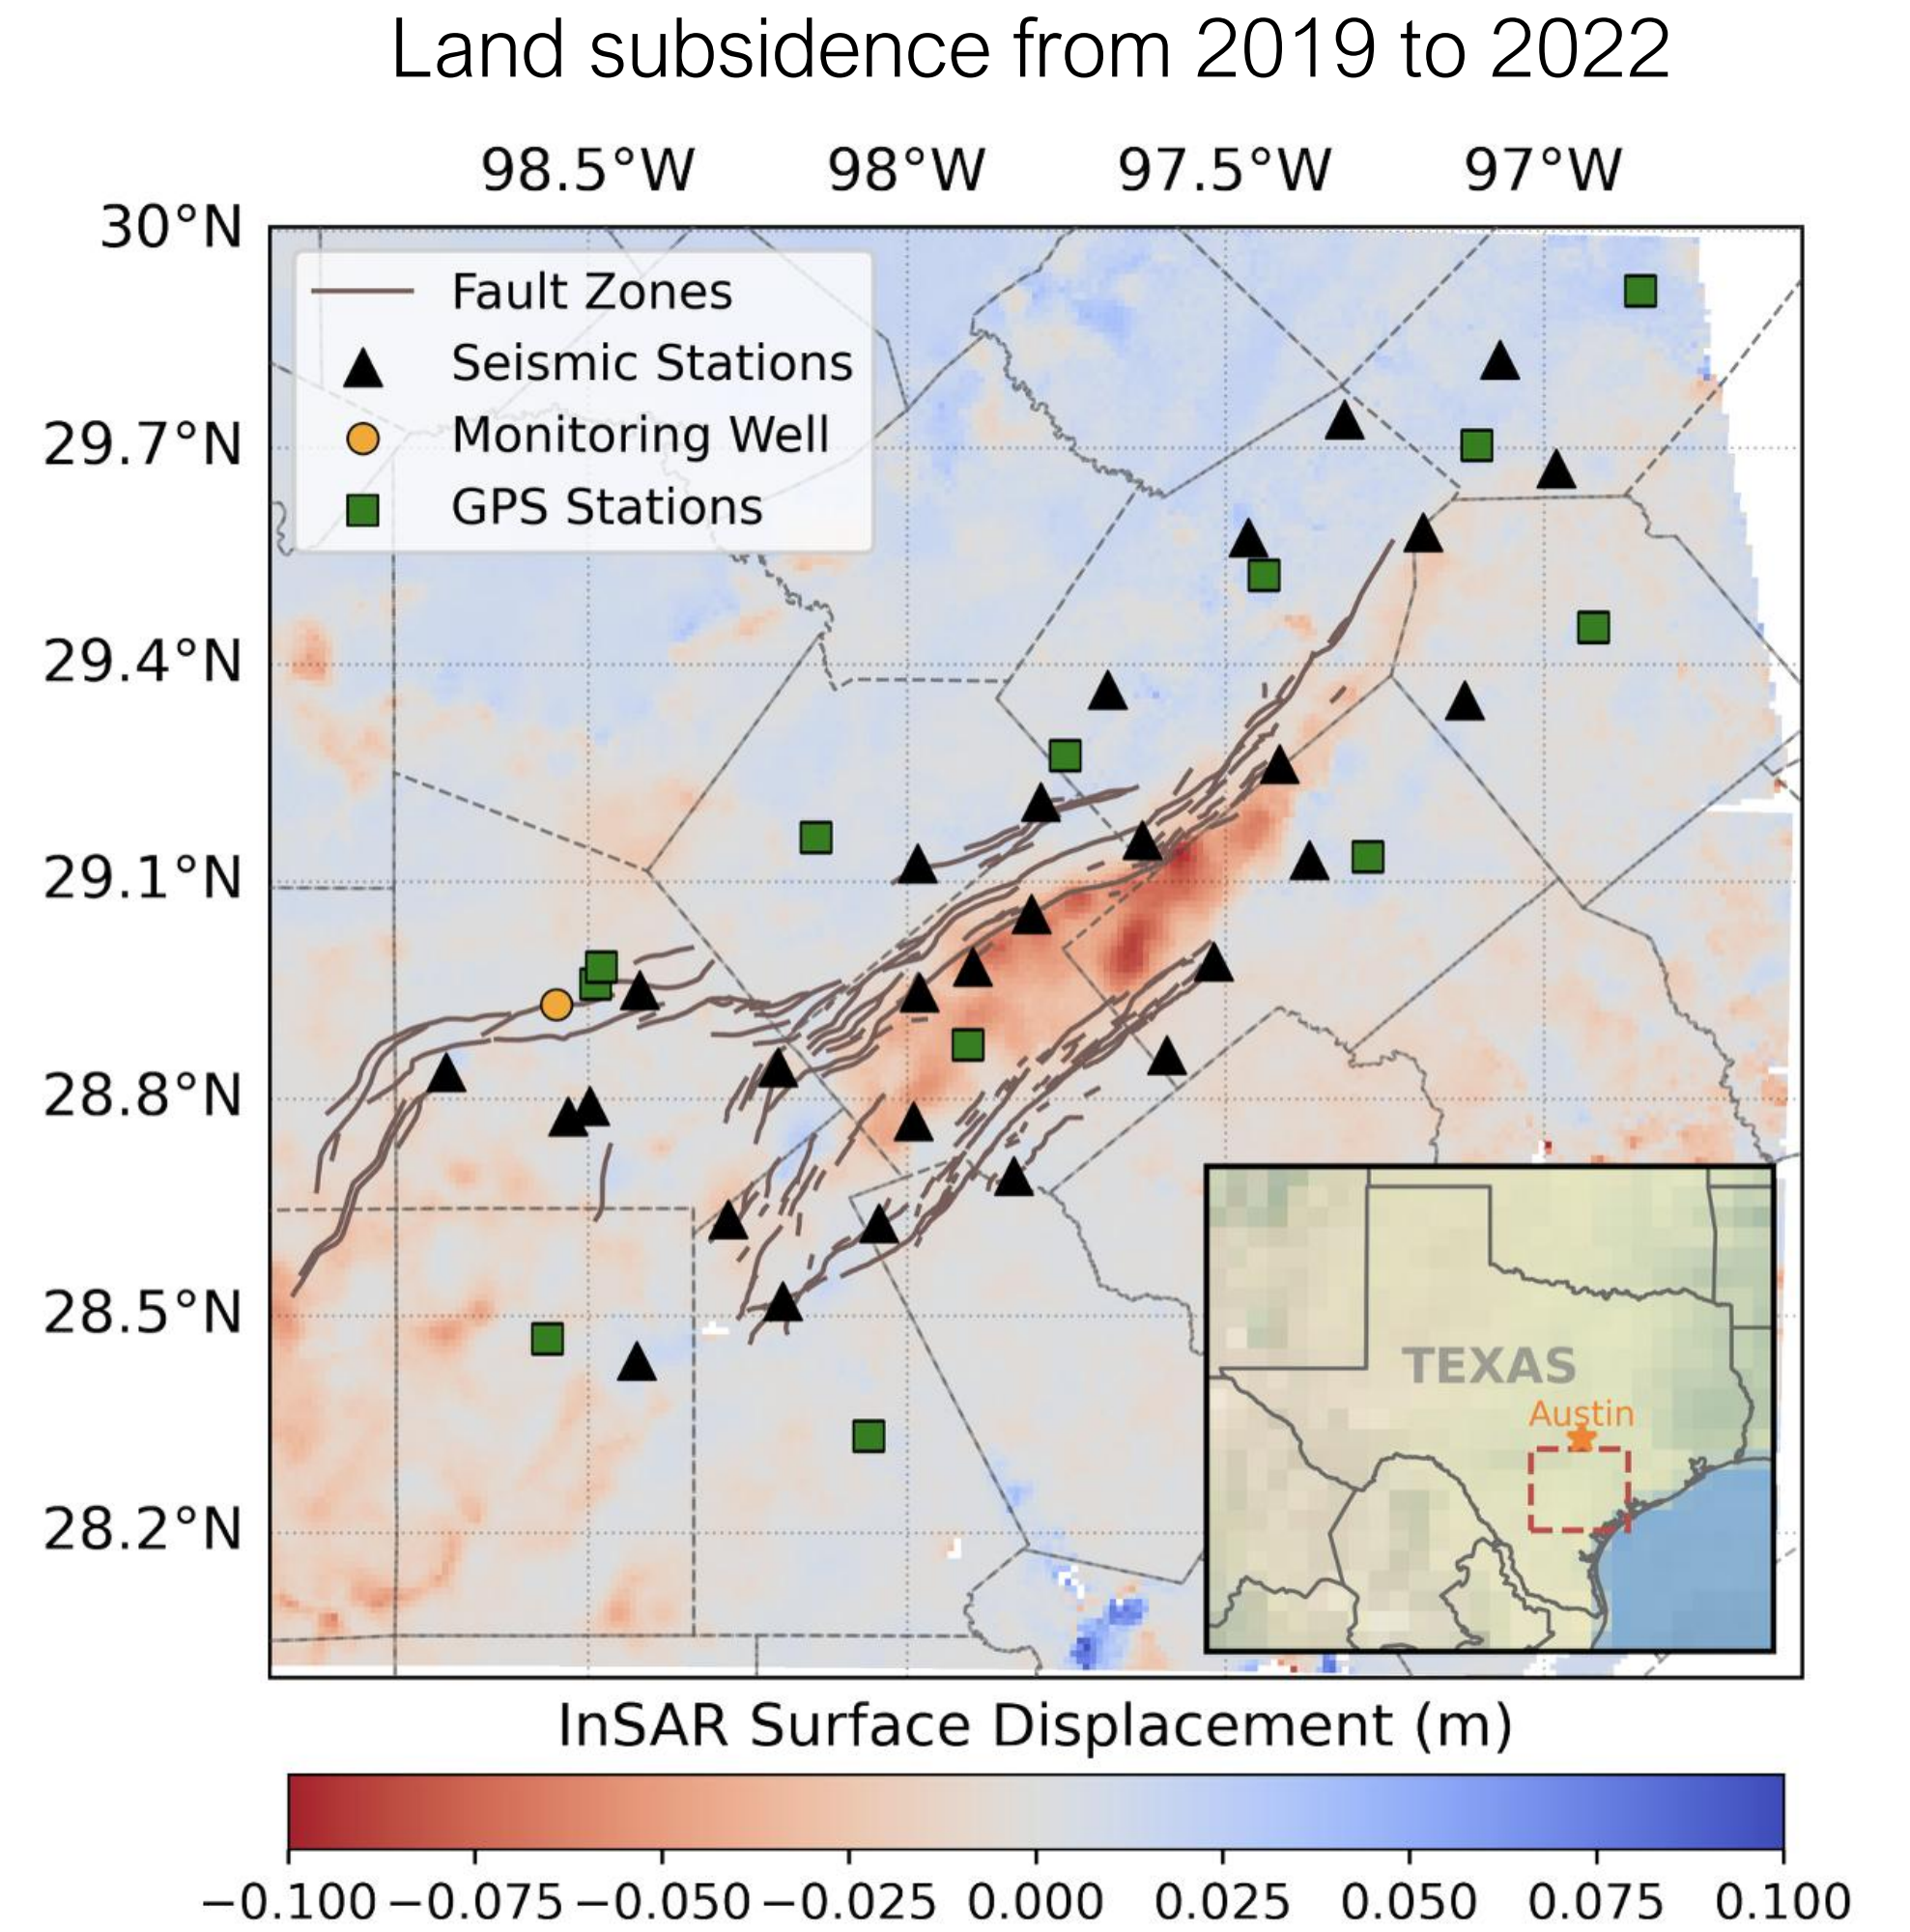 Land subsidence from 2019 to 2022
98.5°W 98°W 97.5°W 97°W
30°N
Fault Zones
Seismic Stations
29.7°N
Monitoring Well
GPS Stations
29.4°N
29.1°N
28.8°N
28.5°N
28.2°N
TEXAS
Austin
InSAR Surface Displacement (m)
−0.100 −0.075 −0.050 −0.025 0.000 0.025 0.050 0.075 0.100